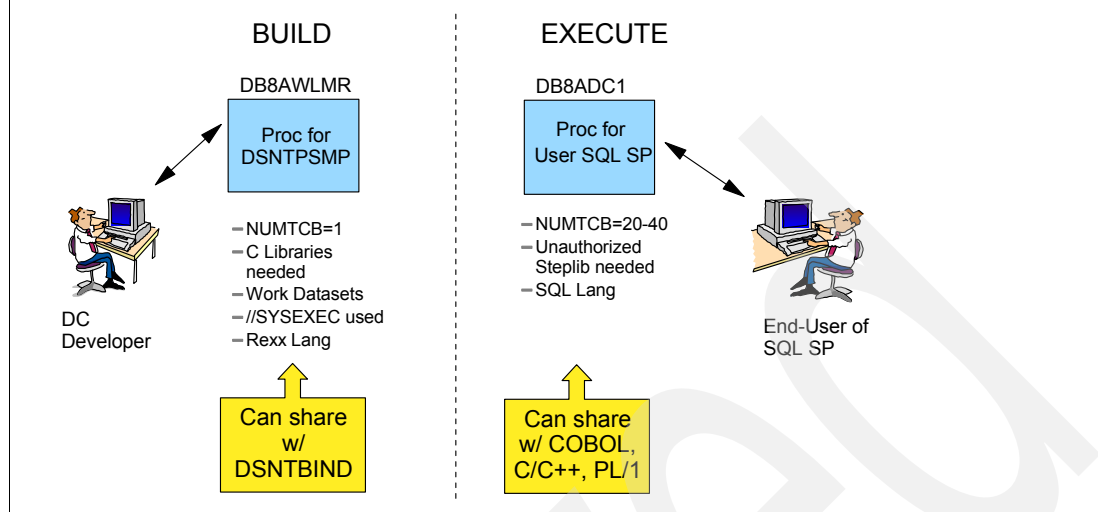 BUILD
DB8AWLMR
Proc for
DSNTPSMP
DC
Developer
– NUMTCB=1
– C Libraries
needed
– Work Datasets
– //SYSEXEC used
– Rexx Lang
Can share
w/
DSNTBIND
EXECUTE
DB8ADC1
Proc for
User SQL SP
– NUMTCB=20-40
– Unauthorized
Steplib needed
– SQL Lang
End-User of
SQL SP
Can share
w/ COBOL,
C/C++, PL/1